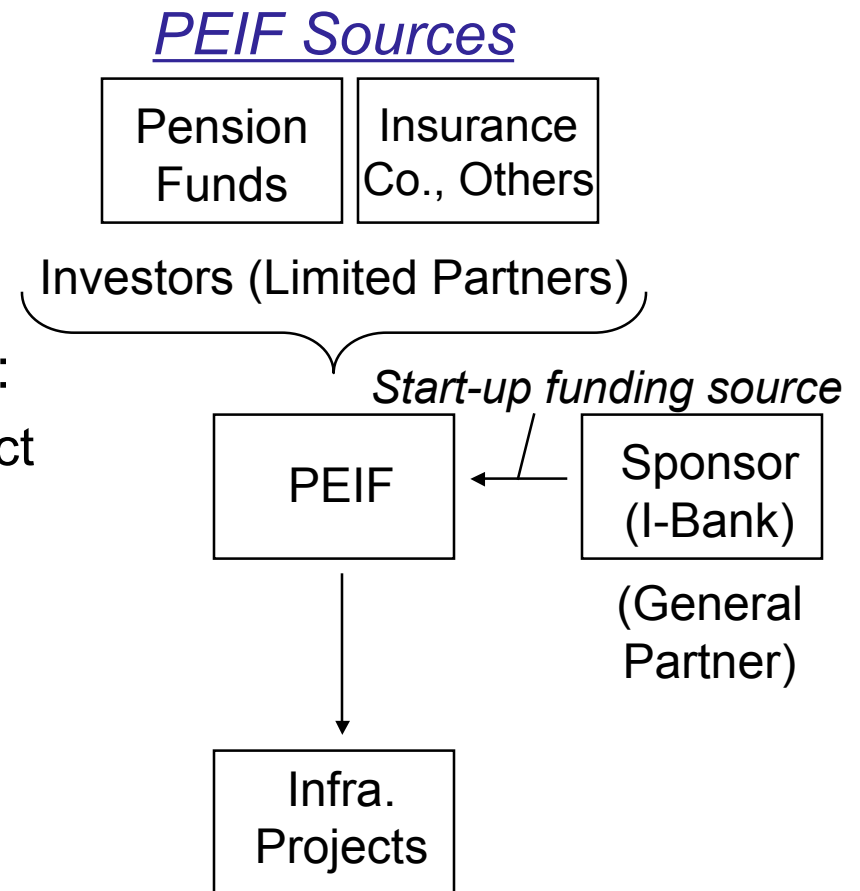 PEIF Sources
Pension
Funds
Insurance
Co., Others
Investors (Limited Partners)
:
ct
Start-up funding source
PEIF
Sponsor
(I-Bank)
(General
Partner)
Infra.
Projects